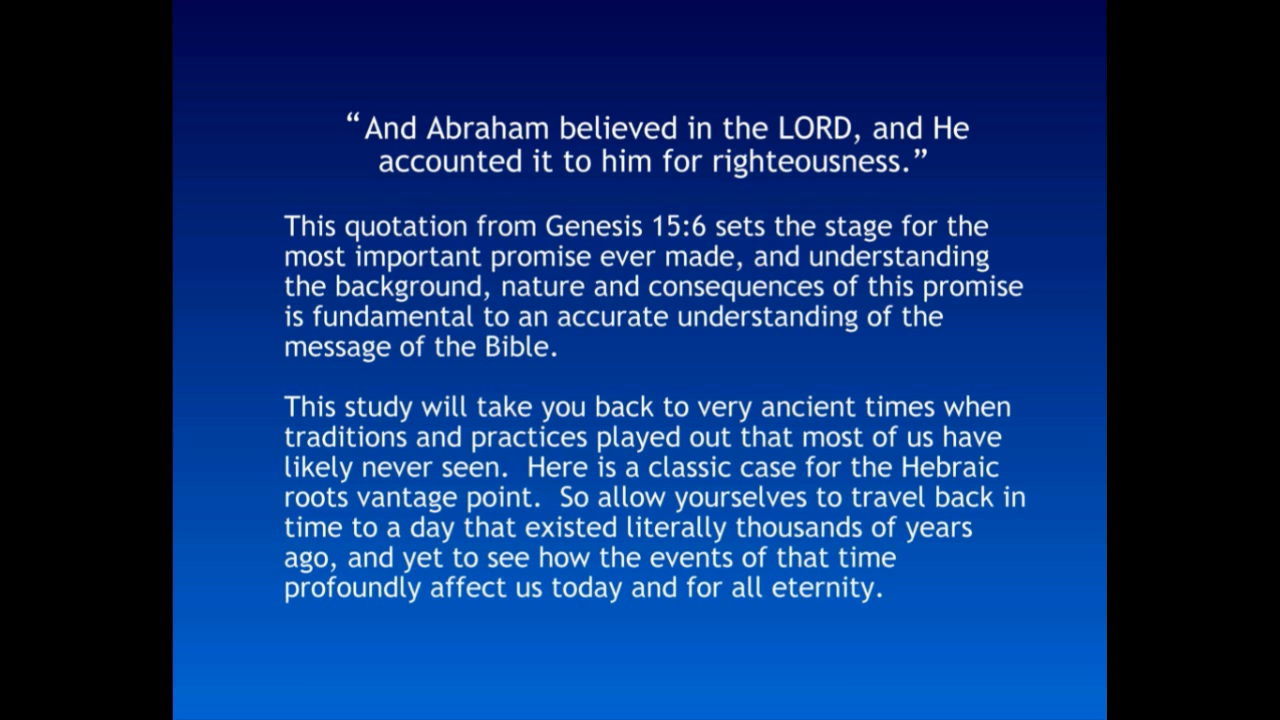 “And Abraham believed in the LORD, and He
accounted it to him for righteousness.”
This quotation from Genesis 15:6 sets the stage for the
most important promise ever made, and understanding
the background, nature and consequences of this promise
is fundamental to an accurate understanding of the
message of the Bible.
This study will take you back to very ancient times when
traditions and practices played out that most of us have
likely never seen.  Here is a classic case for the Hebraic
roots vantage point.  So allow yourselves to travel back in
time to a day that existed literally thousands of years
ago, and yet to see how the events of that time
profoundly affect us today and for all eternity.